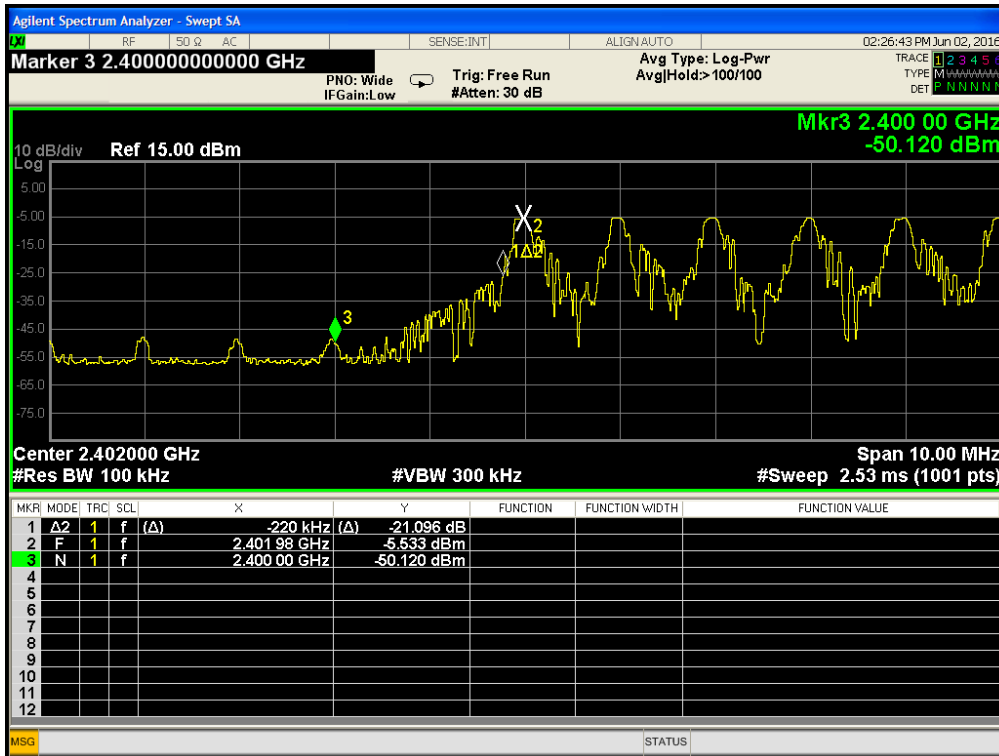 Agilent Spectrum Analyzer - Swept SA
LXI RF 50 Ω AC SENSE:INT ALIGN AUTO 02:26:43 PM Jun 02, 2016
Marker 3 2.400000000000 GHz
PNO: Wide
IFGain:Low
Trig: Free Run
#Atten: 30 dB
Avg Type: Log-Pwr
Avg|Hold:>100/100
TRACE 1 2 3 4 5 6
TYPE M
DET P N N N N N
Mkr3 2.400 00 GHz
-50.120 dBm
10 dB/div Ref 15.00 dBm
Log
5.00
-5.00
-15.0
-25.0
-35.0
-45.0
-55.0
-65.0
-75.0
2
1Δ2
3
Center 2.402000 GHz Span 10.00 MHz
#Res BW 100 kHz #VBW 300 kHz #Sweep 2.53 ms (1001 pts)
MKR MODE TRC SCL X Y FUNCTION FUNCTION WIDTH FUNCTION VALUE
1 Δ2 1 f (Δ) -220 kHz (Δ) -21.096 dB
2 F 1 f 2.401 98 GHz -5.533 dBm
3 N 1 f 2.400 00 GHz -50.120 dBm
4
5
6
7
8
9
10
11
12
MSG STATUS